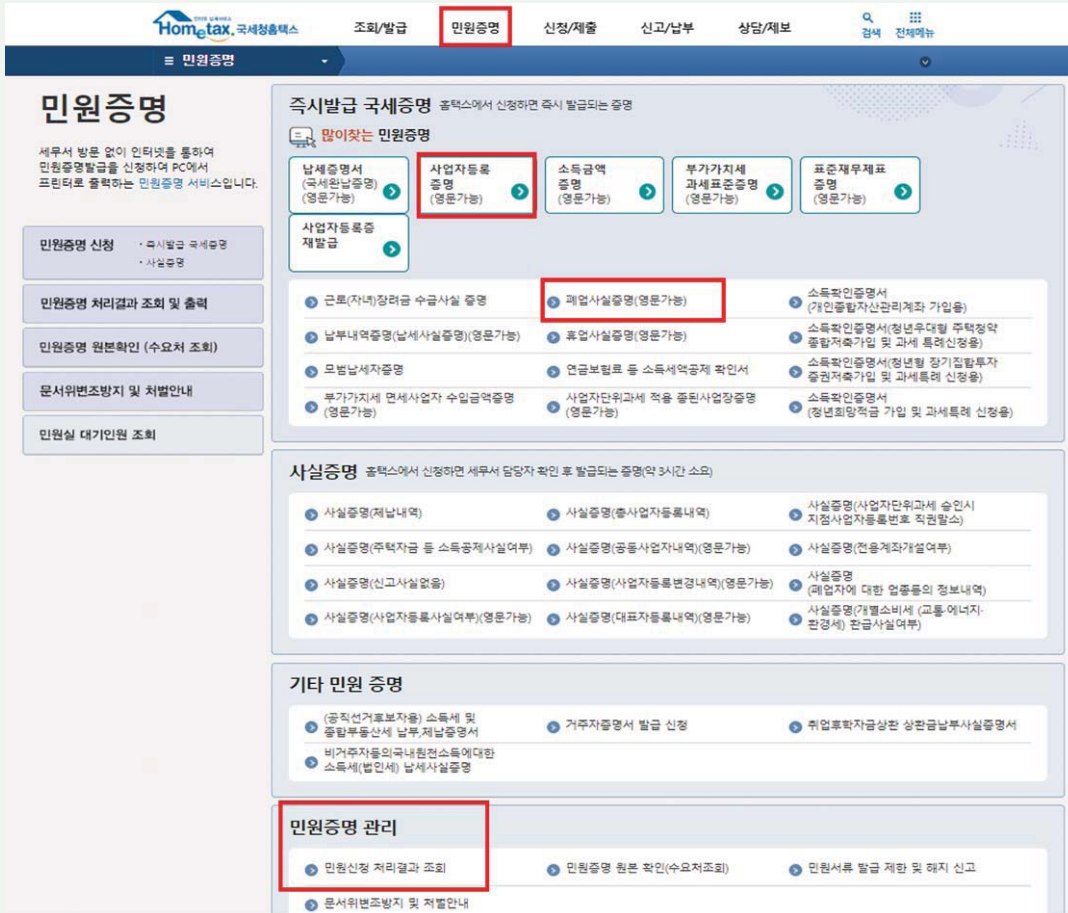 Hometax. 국세청홈택스
조회/발급
민원증명
신청/제출
신고/납부
상담/제보
검색
전체메뉴
≡ 민원증명
민원증명
세무서 방문 없이 인터넷을 통하여
민원증명발급을 신청하여 PC에서
프린터로 출력하는 민원증명 서비스입니다.
민원증명 신청
· 즉시발급 국세증명
· 사실증명
민원증명 처리결과 조회 및 출력
민원증명 원본확인 (수요처 조회)
문서위변조방지 및 처벌안내
민원실 대기인원 조회
즉시발급 국세증명 홈택스에서 신청하면 즉시 발급되는 증명
많이찾는 민원증명
납세증명서
(국세완납증명)
(영문가능)
사업자등록
증명
(영문가능)
소득금액
증명
(영문가능)
부가가치세
과세표준증명
(영문가능)
표준재무제표
증명
(영문가능)
사업자등록증
재발급
근로(자녀)장려금 수급사실 증명
폐업사실증명(영문가능)
소득확인증명서
(개인종합자산관리계좌 가입용)
납부내역증명(납세사실증명)(영문가능)
휴업사실증명(영문가능)
소득확인증명서(청년우대형 주택청약
종합저축가입 및 과세 특례신청용)
모범납세자증명
연금보험료 등 소득세액공제 확인서
소득확인증명서(청년형 장기집합투자
증권저축가입 및 과세특례 신청용)
부가가치세 면세사업자 수입금액증명
(영문가능)
사업자단위과세 적용 종된사업장증명
(영문가능)
소득확인증명서
(청년희망적금 가입 및 과세특례 신청용)
사실증명 홈택스에서 신청하면 세무서 담당자 확인 후 발급되는 증명(약 3시간 소요)
사실증명(체납내역)
사실증명(총사업자등록내역)
사실증명(사업자단위과세 승인시
지점사업자등록번호 직권말소)
사실증명(주택자금 등 소득공제사실여부)
사실증명(공동사업자내역)(영문가능)
사실증명(전용계좌개설여부)
사실증명(신고사실없음)
사실증명(사업자등록변경내역)(영문가능)
사실증명
(폐업자에 대한 업종등의 정보내역)
사실증명(사업자등록사실여부)(영문가능)
사실증명(대표자등록내역)(영문가능)
사실증명(개별소비세 (교통·에너지·
환경세) 환급사실여부)
기타 민원 증명
(공직선거후보자용) 소득세 및
종합부동산세 납부,체납증명서
거주자증명서 발급 신청
취업후학자금상환 상환금납부사실증명서
비거주자등의국내원천소득에대한
소득세(법인세) 납세사실증명
민원증명 관리
민원신청 처리결과 조회
민원증명 원본 확인(수요처조회)
민원서류 발급 제한 및 해지 신고
문서위변조방지 및 처벌안내